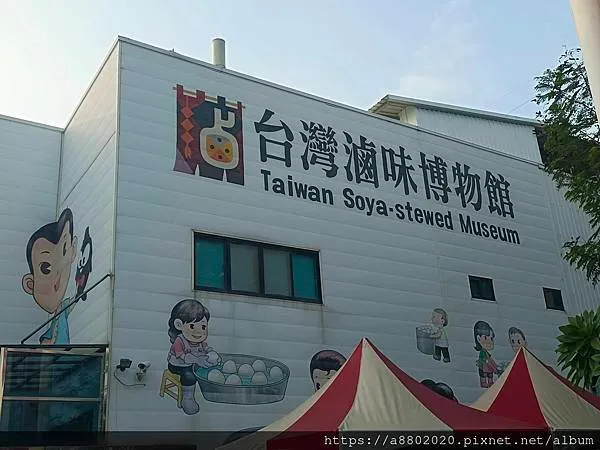 台灣滷味博物館
Taiwan Soya-stewed Museum
https://a8802020.pixnet.net/album